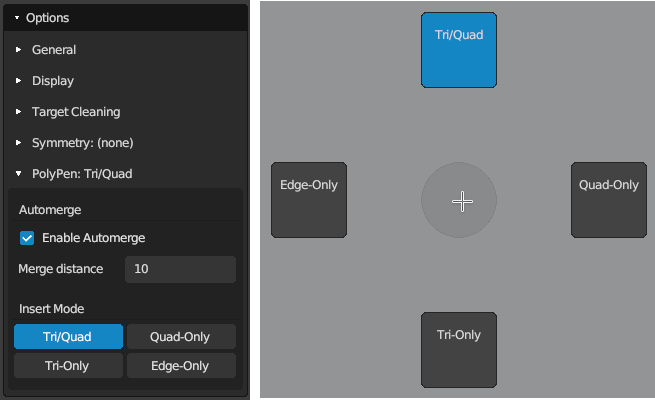 Options
General
Display
Target Cleaning
Symmetry: (none)
PolyPen: Tri/Quad
Automerge
Enable Automerge
Merge distance 10
Insert Mode
Tri/Quad Quad-Only
Tri-Only Edge-Only
Tri/Quad
Edge-Only Quad-Only
Tri-Only